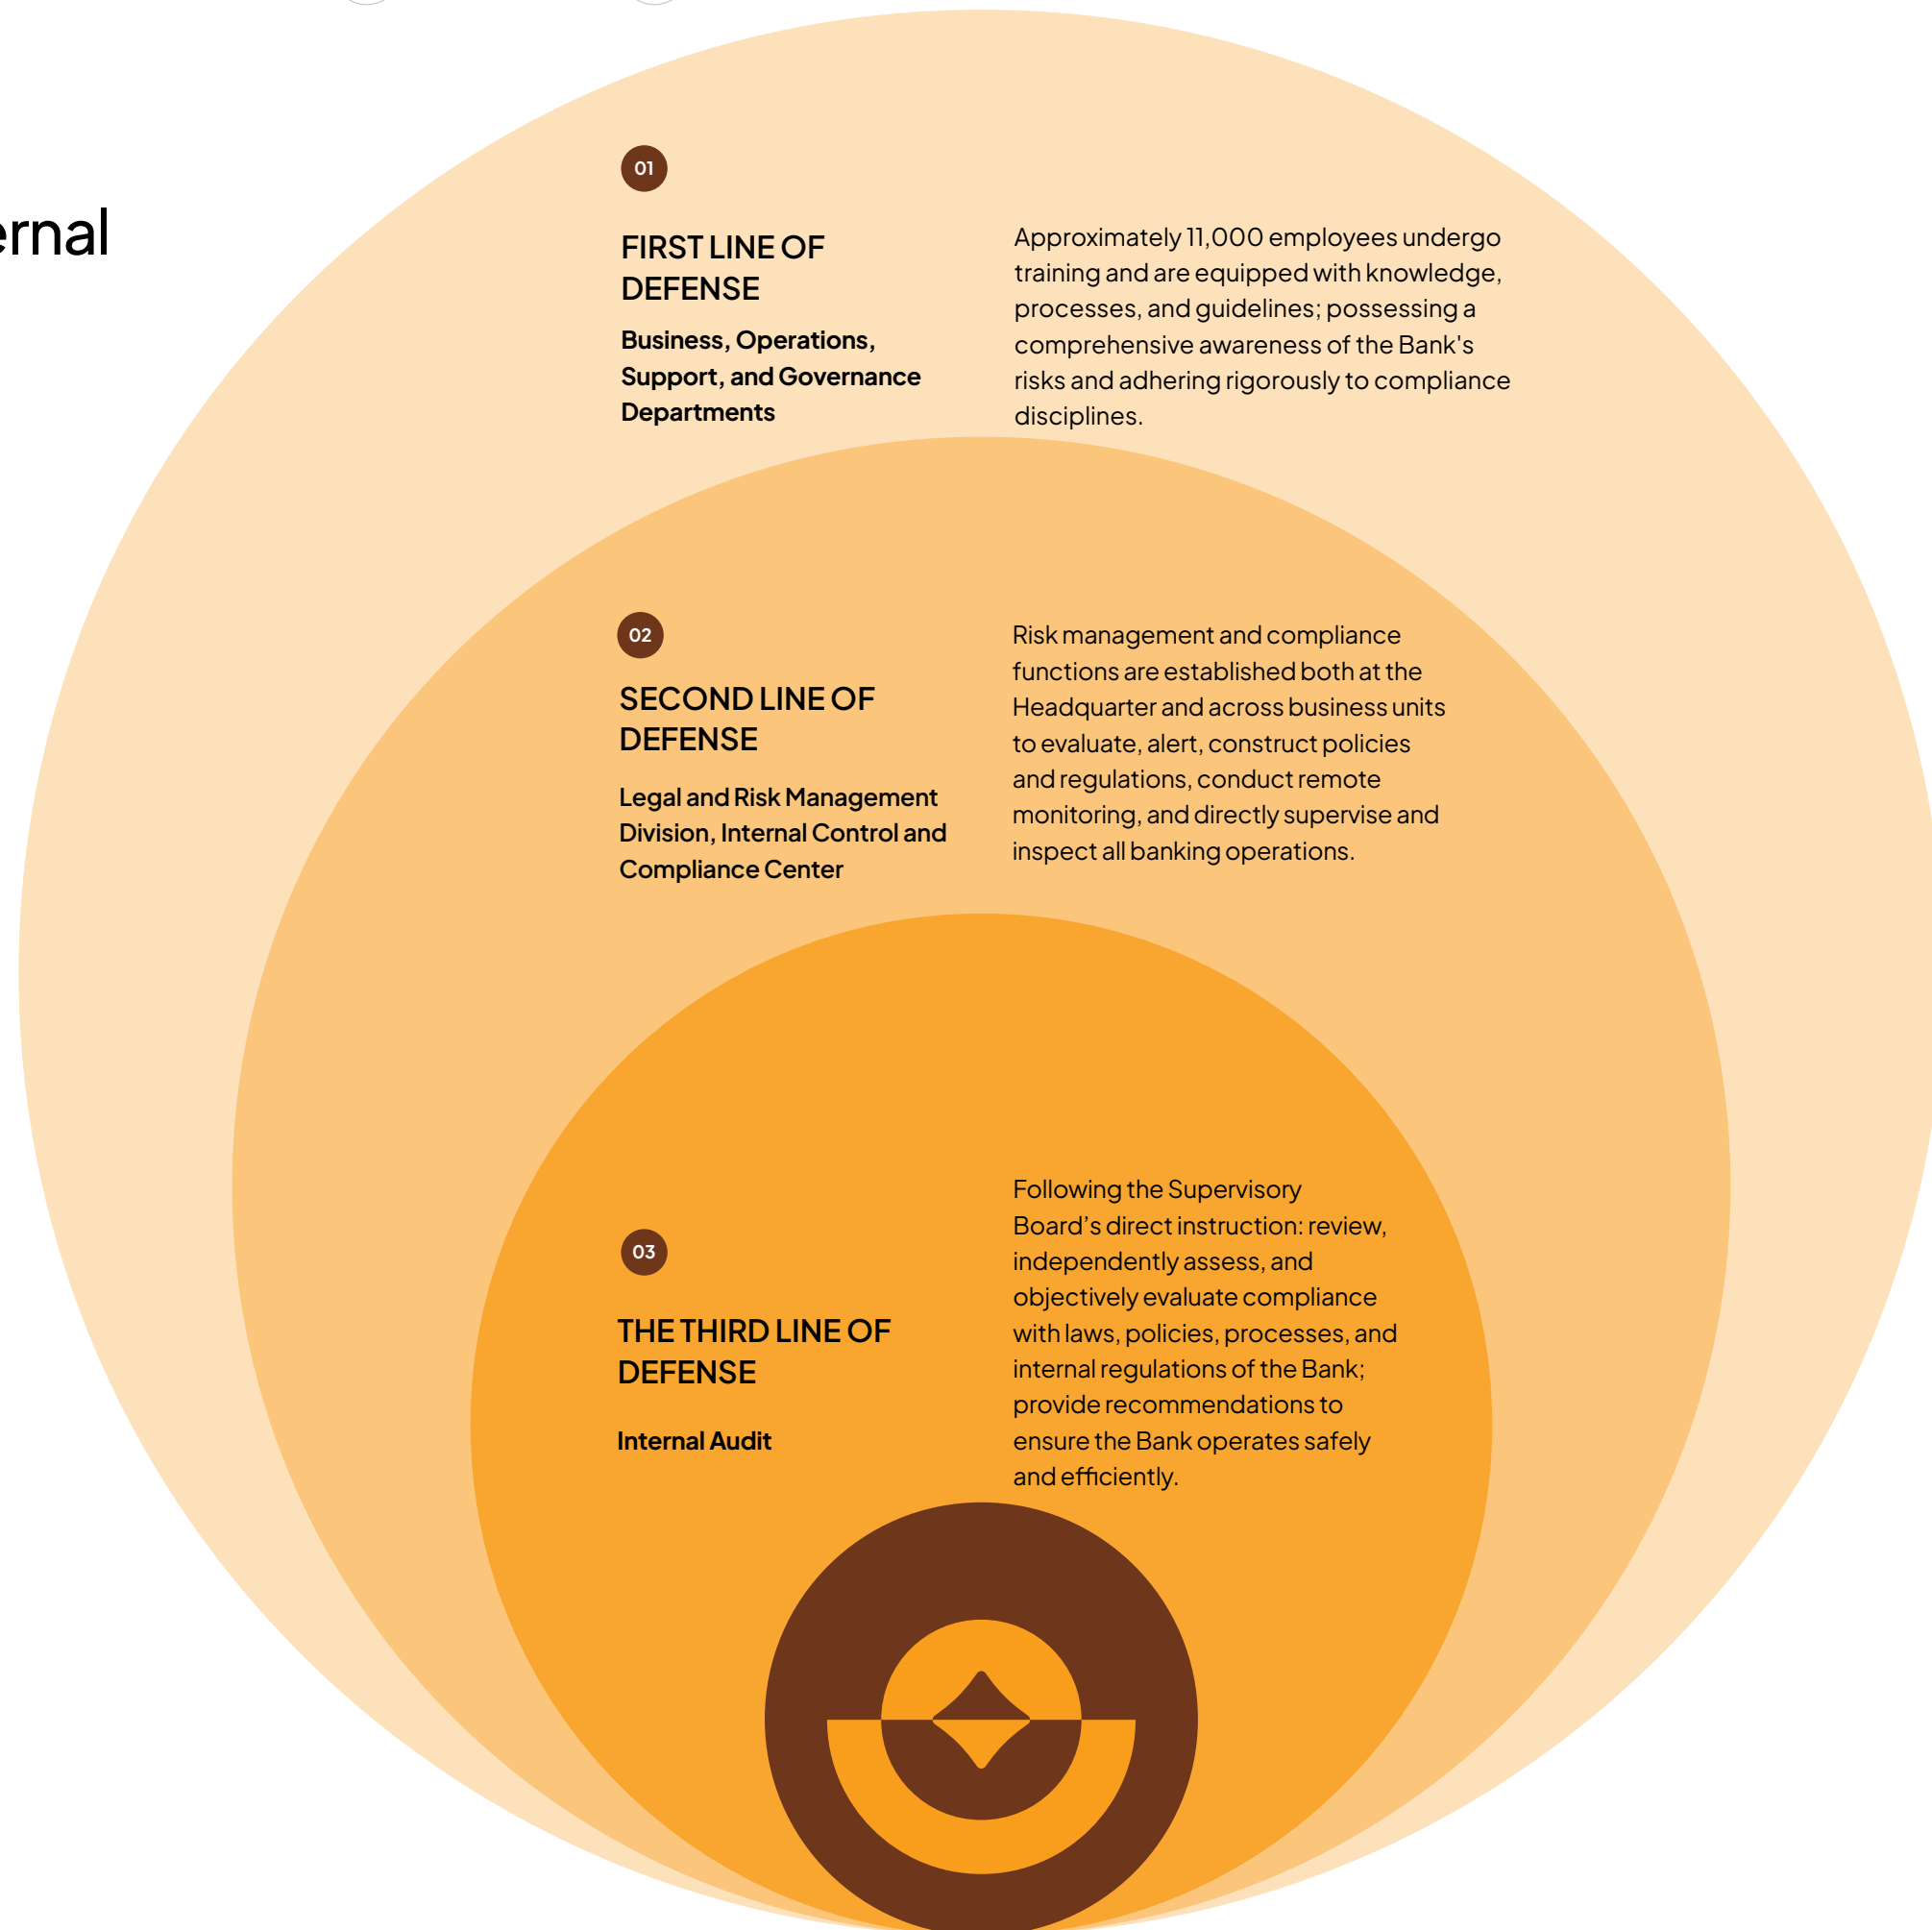 ernal
01
FIRST LINE OF
DEFENSE
Business, Operations,
Support, and Governance
Departments
Approximately 11,000 employees undergo
training and are equipped with knowledge,
processes, and guidelines; possessing a
comprehensive awareness of the Bank's
risks and adhering rigorously to compliance
disciplines.
02
SECOND LINE OF
DEFENSE
Legal and Risk Management
Division, Internal Control and
Compliance Center
Risk management and compliance
functions are established both at the
Headquarter and across business units
to evaluate, alert, construct policies
and regulations, conduct remote
monitoring, and directly supervise and
inspect all banking operations.
03
THE THIRD LINE OF
DEFENSE
Internal Audit
Following the Supervisory
Board’s direct instruction: review,
independently assess, and
objectively evaluate compliance
with laws, policies, processes, and
internal regulations of the Bank;
provide recommendations to
ensure the Bank operates safely
and efficiently.